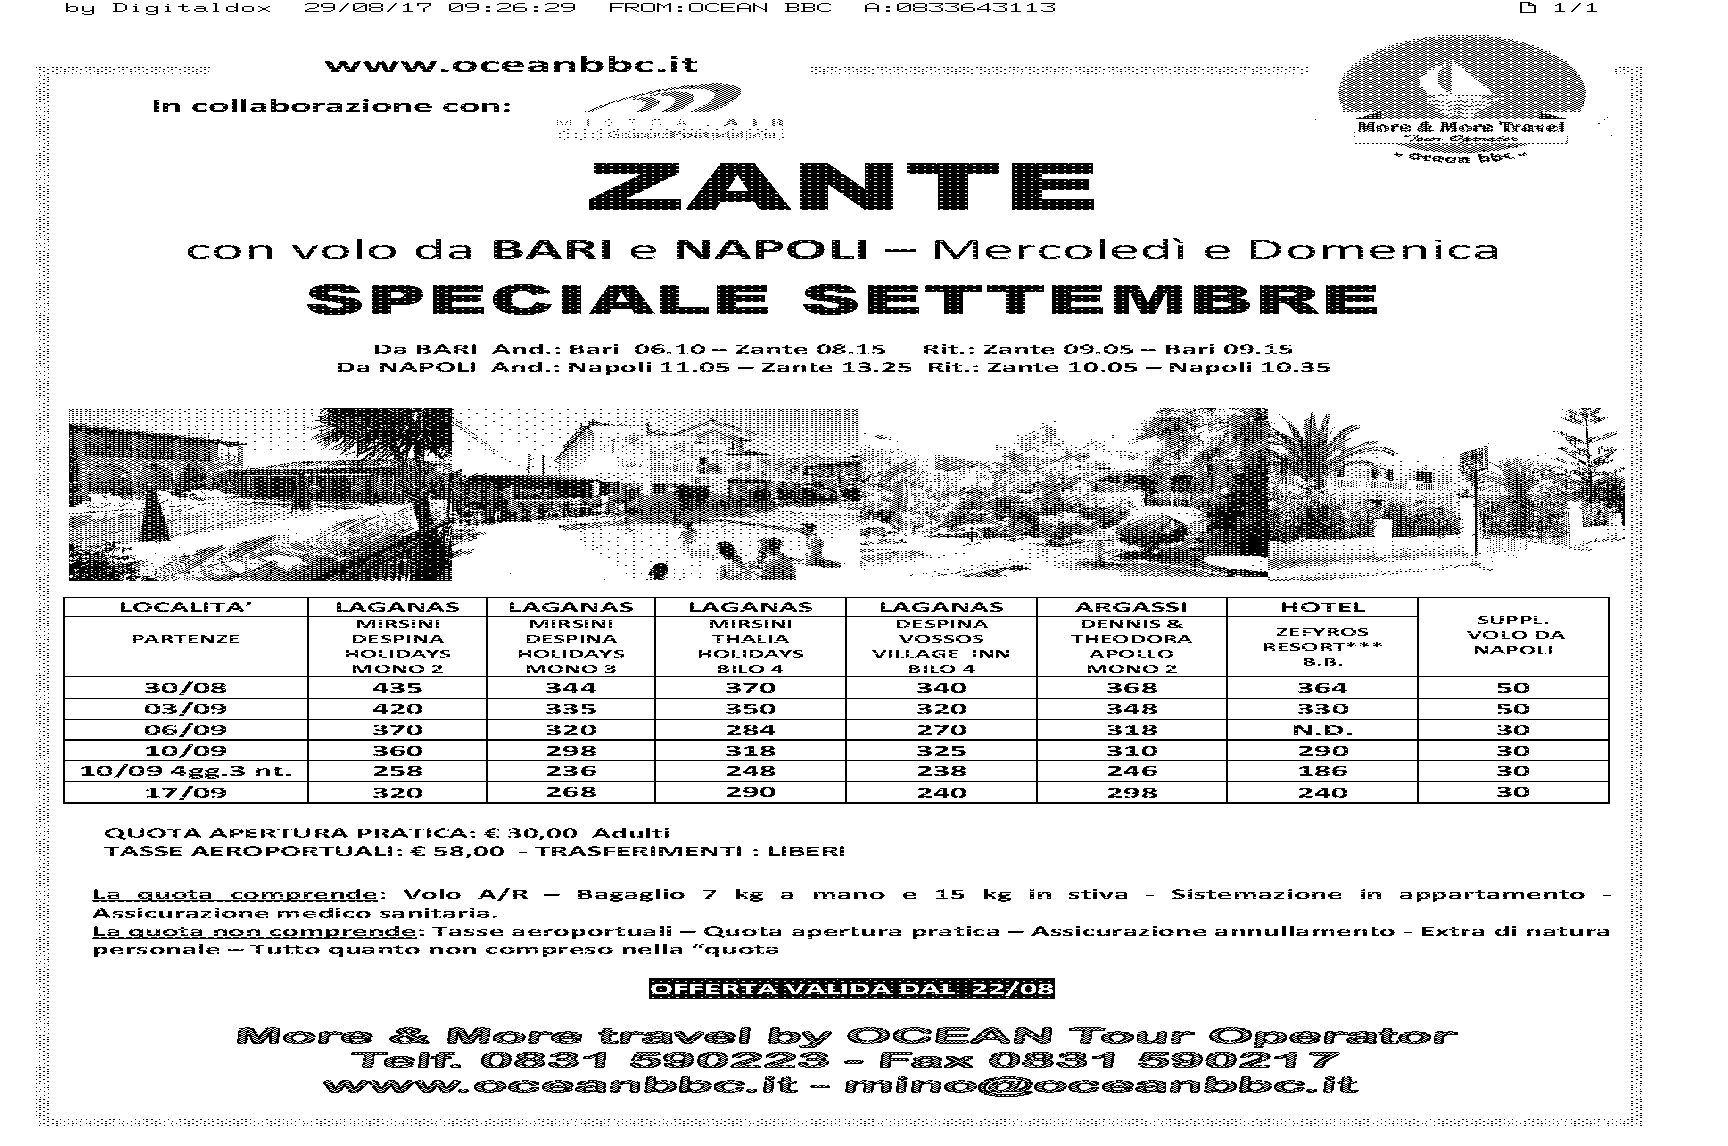 by Digitaldox 29/08/17 09:26:29 FROM:OCEAN BBC A:0833643113 1/1
www.oceanbbc.it
In collaborazione con:
More & More Travel
Tour Operator
" ocean bbc "
ZANTE
con volo da BARI e NAPOLI – Mercoledì e Domenica
SPECIALE SETTEMBRE
Da BARI And.: Bari 06.10 – Zante 08.15 Rit.: Zante 09.05 – Bari 09.15
Da NAPOLI And.: Napoli 11.05 – Zante 13.25 Rit.: Zante 10.05 – Napoli 10.35
LOCALITA' LAGANAS LAGANAS LAGANAS LAGANAS ARGASSI HOTEL SUPPL. VOLO DA NAPOLI
PARTENZE MIRSINI DESPINA HOLIDAYS MONO 2 MIRSINI DESPINA HOLIDAYS MONO 3 MIRSINI THALIA HOLIDAYS BILO 4 DESPINA VOSSOS VILLAGE INN BILO 4 DENNIS & THEODORA APOLLO MONO 2 ZEFYROS RESORT*** B.B.
30/08 435 344 370 340 368 364 50
03/09 420 335 350 320 348 330 50
06/09 370 320 284 270 318 N.D. 30
10/09 360 298 318 325 310 290 30
10/09 4gg.3 nt. 258 236 248 238 246 186 30
17/09 320 268 290 240 298 240 30
QUOTA APERTURA PRATICA: € 30,00 Adulti
TASSE AEROPORTUALI: € 58,00 - TRASFERIMENTI : LIBERI
La quota comprende: Volo A/R – Bagaglio 7 kg a mano e 15 kg in stiva - Sistemazione in appartamento -
Assicurazione medico sanitaria.
La quota non comprende: Tasse aeroportuali – Quota apertura pratica – Assicurazione annullamento - Extra di natura
personale – Tutto quanto non compreso nella "quota
OFFERTA VALIDA DAL 22/08
More & More travel by OCEAN Tour Operator
Telf. 0831 590223 - Fax 0831 590217
www.oceanbbc.it - mino@oceanbbc.it